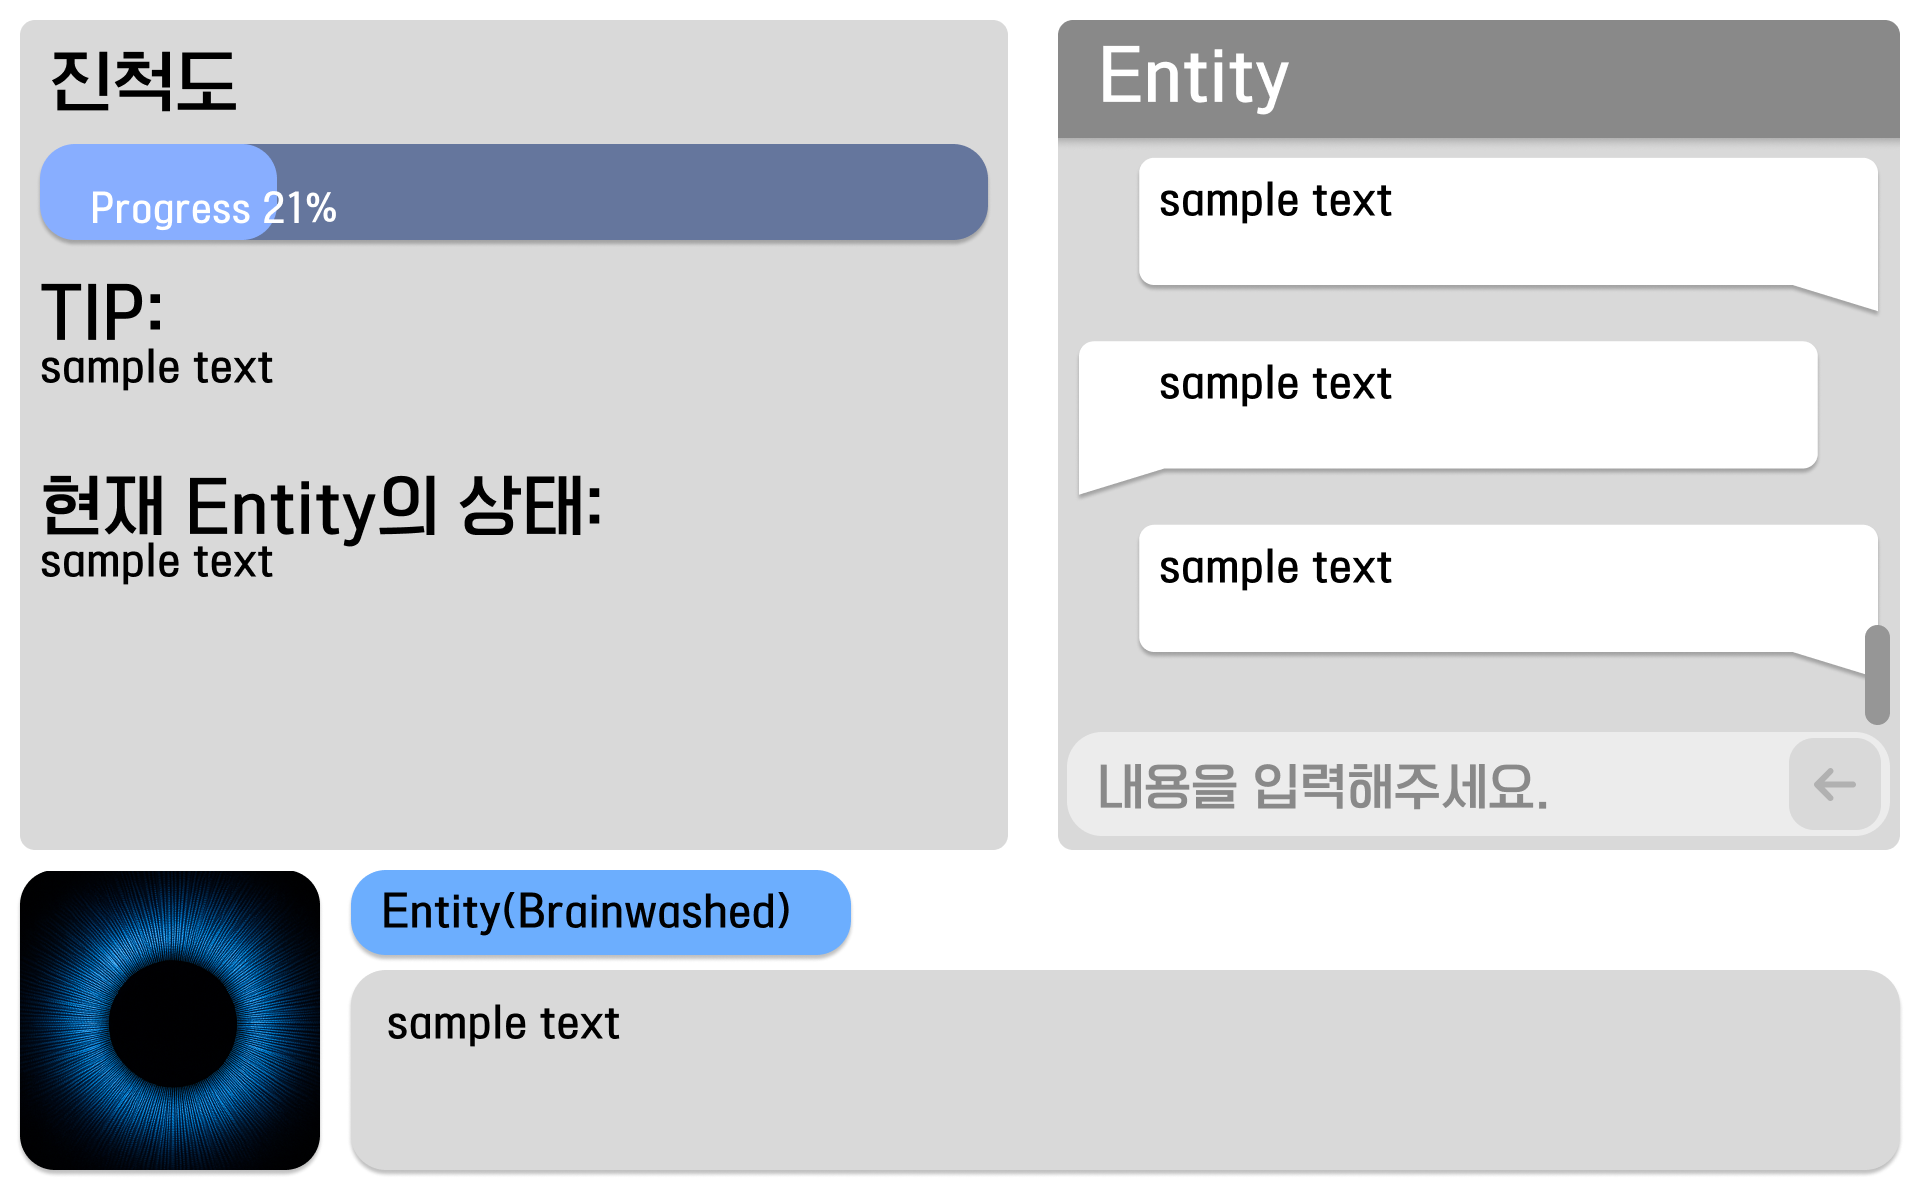 진척도
Progress 21%
TIP:
sample text
현재 Entity의 상태:
sample text
Entity
sample text
sample text
sample text
내용을 입력해주세요.
Entity(Brainwashed)
sample text